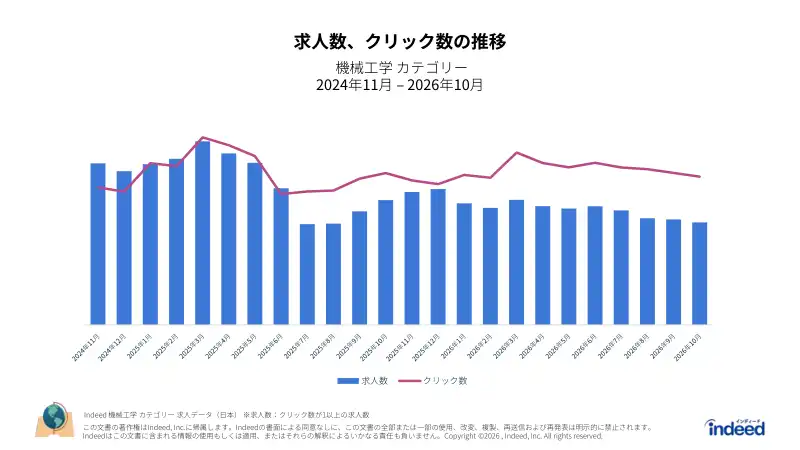 求人数、クリック数の推移
機械工学 カテゴリー
2024年11月 – 2026年10月
2024年11月
2024年12月
2025年1月
2025年2月
2025年3月
2025年4月
2025年5月
2025年6月
2025年7月
2025年8月
2025年9月
2025年10月
2025年11月
2025年12月
2026年1月
2026年2月
2026年3月
2026年4月
2026年5月
2026年6月
2026年7月
2026年8月
2026年9月
2026年10月
求人数 クリック数
Indeed 機械工学 カテゴリー 求人データ（日本） ※求人数：クリック数が1以上の求人数
この文書の著作権はIndeed, Inc.に帰属します。Indeedの書面による同意なしに、この文書の全部または一部の使用、改変、複製、再送信および再発表は明示的に禁止されます。
Indeedはこの文書に含まれる情報の使用もしくは適用、またはそれらの解釈によるいかなる責任も負いません。Copyright ©2026 , Indeed, Inc. All rights reserved.
インディード
indeed